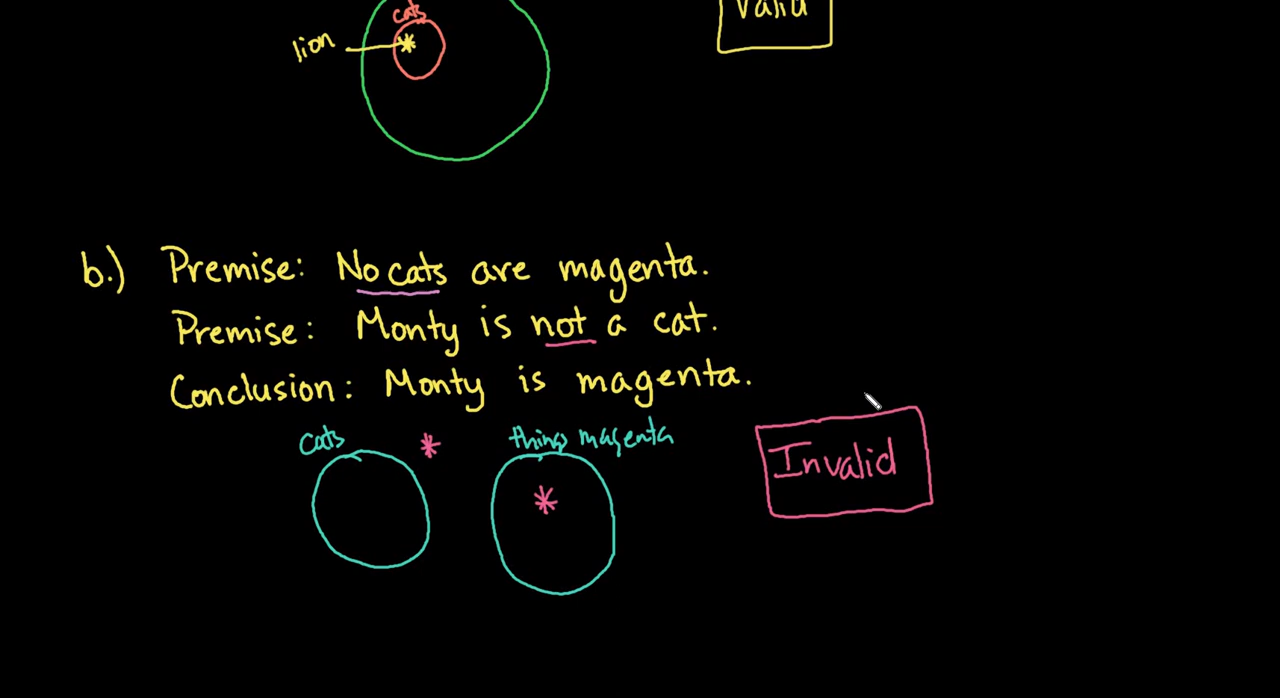 cats
Valid
lion
b.) Premise: No cats are magenta.
Premise: Monty is not a cat.
Conclusion: Monty is magenta.
cats
things magenta
Invalid